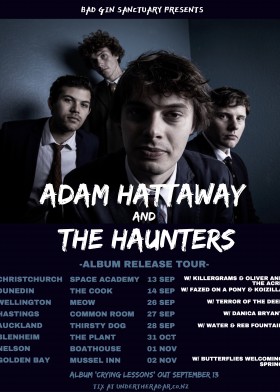 BAD GIN SANCTUARY PRESENTS
ADAM HATTAWAY
AND
THE HAUNTERS
-ALBUM RELEASE TOUR-
CHRISTCHURCH SPACE ACADEMY 13 SEP W/ KILLERGRAMS & OLIVER AND THE ACRE
DUNEDIN THE COOK 14 SEP W/ FAZED ON A PONY & KOIZILLA
WELLINGTON MEOW 26 SEP W/ TERROR OF THE DEEP
HASTINGS COMMON ROOM 27 SEP W/ DANICA BRYANT
AUCKLAND THIRSTY DOG 28 SEP W/ WATER & REB FOUNTAIN
BLENHEIM THE PLANT 31 OCT
NELSON BOATHOUSE 01 NOV
GOLDEN BAY MUSSEL INN 02 NOV W/ BUTTERFLIES WELCOMING SPRING
ALBUM 'CRYING LESSONS' OUT SEPTEMBER 13
TIX AT UNDERTHERADAR.CO.NZ